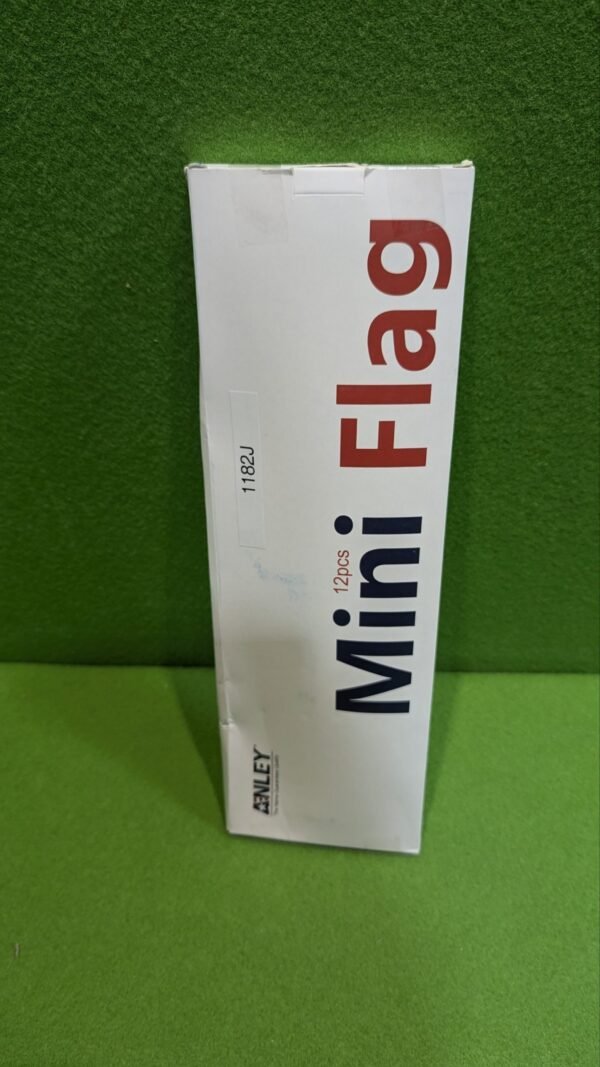 1182J
12pcs
Mini Flag
ANLEY